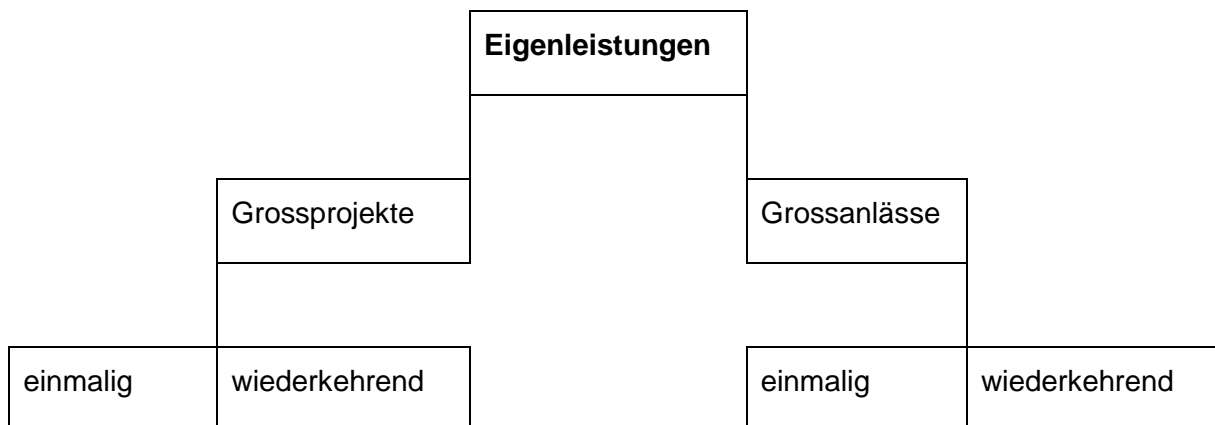 Eigenleistungen
Grossprojekte
Grossanlässe
einmalig
wiederkehrend
einmalig
wiederkehrend